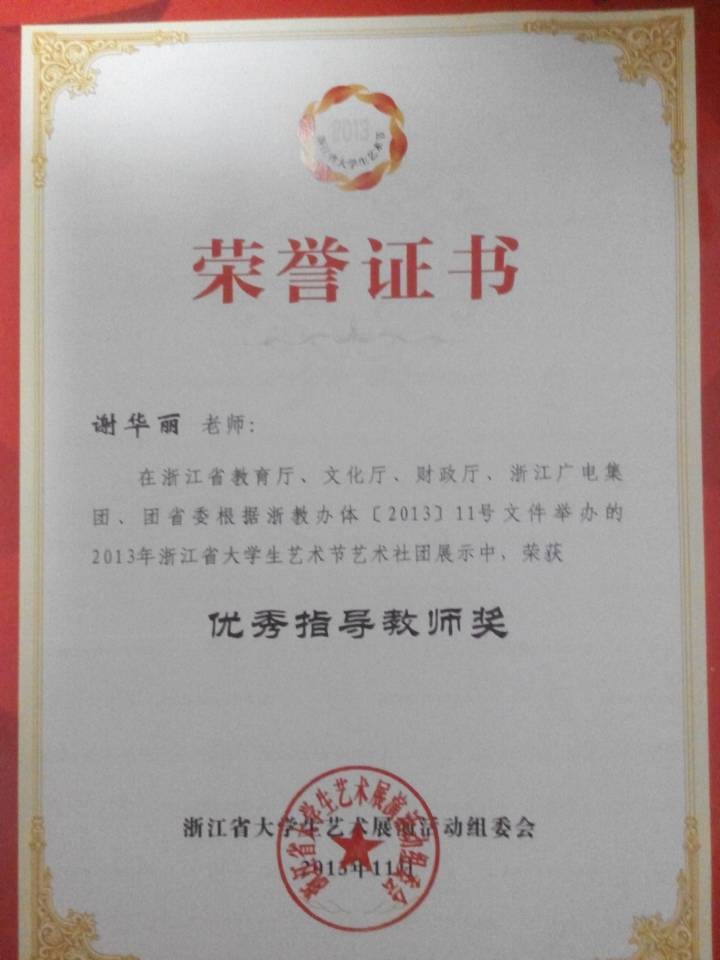 2013
浙江省大学生艺术节
荣誉证书
谢华丽 老师：
在浙江省教育厅、文化厅、财政厅、浙江广电集
团、团省委根据浙教办体〔2013〕11号文件举办的
2013年浙江省大学生艺术节艺术社团展示中，荣获
优秀指导教师奖
浙江省大学生艺术展演活动组委会
2013年11月
浙江省大学生艺术展演活动组委会